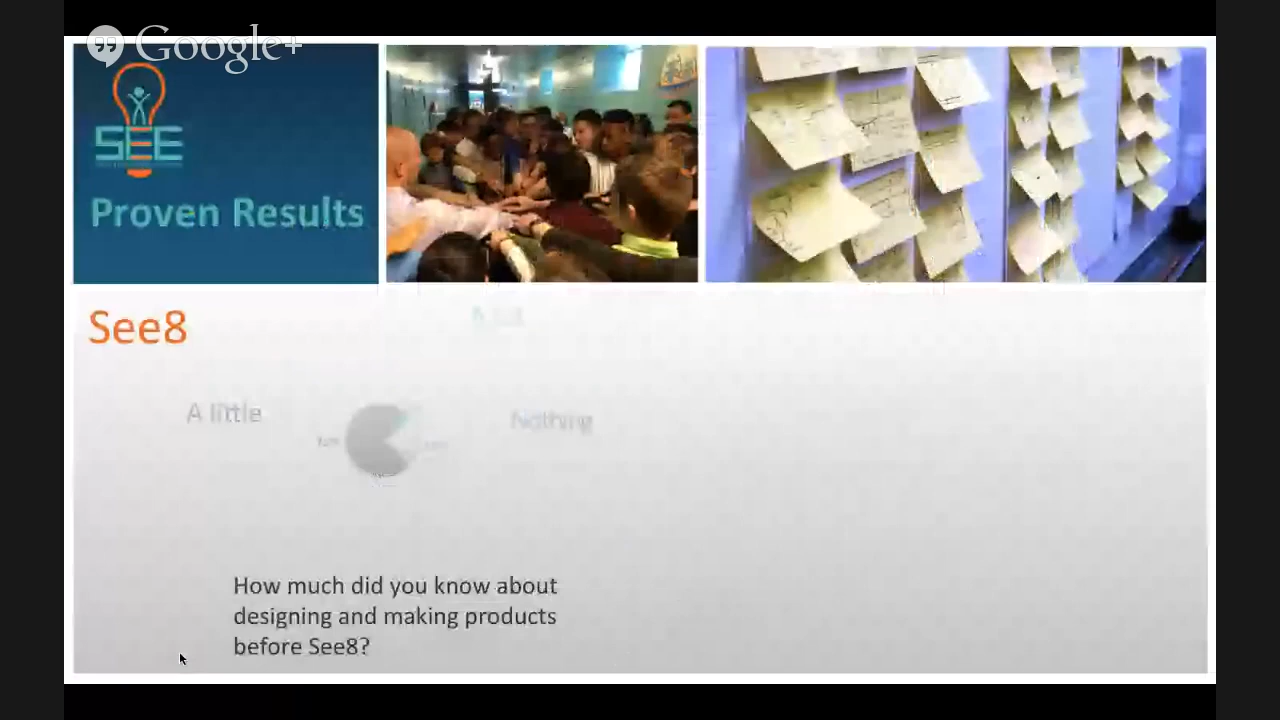 Google+
SEE
Proven Results
See8
A little
Nothing
How much did you know about
designing and making products
before See8?